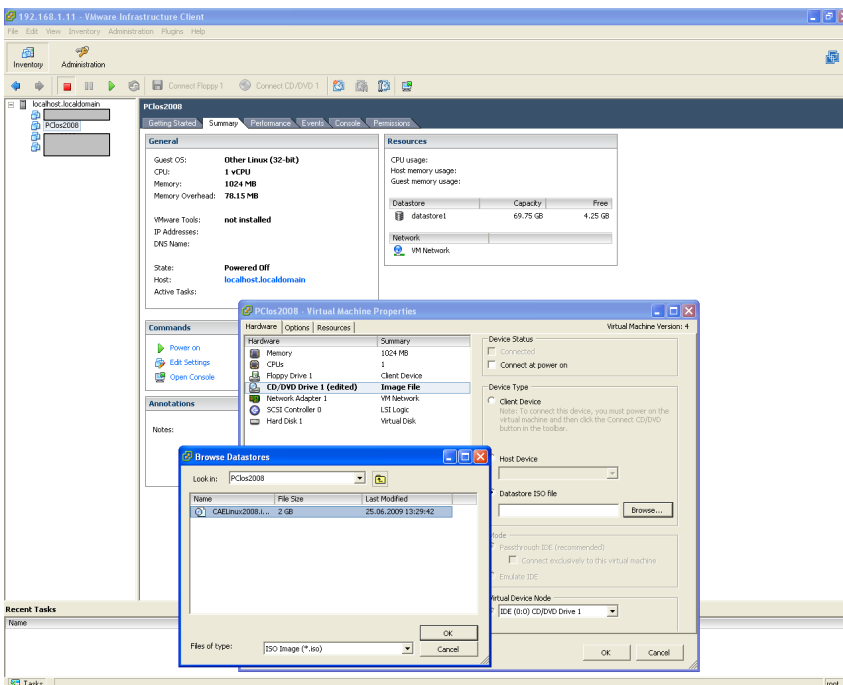 192.168.1.11 - VMware Infrastructure Client
File Edit View Inventory Administration Plugins Help
Inventory Administration
Connect Floppy 1 Connect CD/DVD 1
localhost.localdomain
PClos2008
PClos2008
Getting Started Summary Performance Events Console Permissions
General
Guest OS: Other Linux (32-bit)
CPU: 1 vCPU
Memory: 1024 MB
Memory Overhead: 78.15 MB
VMware Tools: not installed
IP Addresses:
DNS Name:
State: Powered Off
Host: localhost.localdomain
Active Tasks:
Resources
CPU usage:
Host memory usage:
Guest memory usage:
Datastore Capacity Free
datastore1 69.75 GB 4.25 GB
Network
VM Network
Commands
Power on
Edit Settings
Open Console
Annotations
Notes:
PClos2008 - Virtual Machine Properties
Hardware Options Resources Virtual Machine Version: 4
Hardware Summary
Memory 1024 MB
CPUs 1
Floppy Drive 1 Client Device
CD/DVD Drive 1 (edited) Image File
Network Adapter 1 VM Network
SCSI Controller 0 LSI Logic
Hard Disk 1 Virtual Disk
Device Status
Connected
Connect at power on
Device Type
Client Device
Note: To connect this device, you must power on the
virtual machine and then click the Connect CD/DVD
button in the toolbar.
Host Device
Datastore ISO file
Browse...
Mode
Passthrough IDE (recommended)
Connect exclusively to this virtual machine
Emulate IDE
Virtual Device Node
IDE (0:0) CD/DVD Drive 1
OK Cancel
Browse Datastores
Look in: PClos2008
Name File Size Last Modified
CAELinux2008.i... 2 GB 25.06.2009 13:29:42
OK
Files of type: ISO Image (*.iso) Cancel
Recent Tasks
Name
Tasks
root